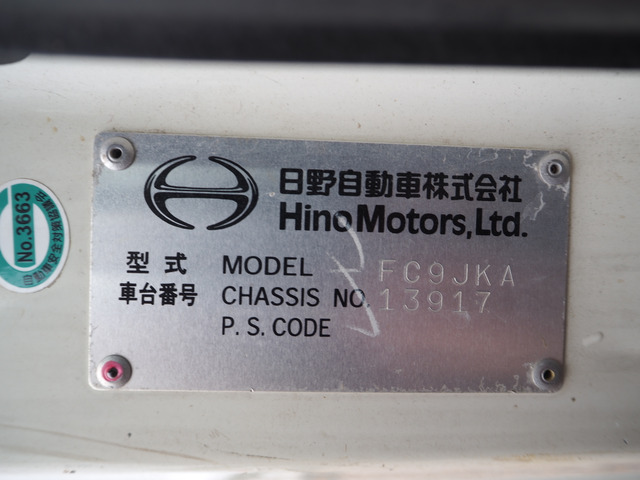 日野自動車株式会社
Hino Motors, Ltd.
型式 MODEL FC9JKA
車台番号 CHASSIS NO. 13917
P. S. CODE
No.3663